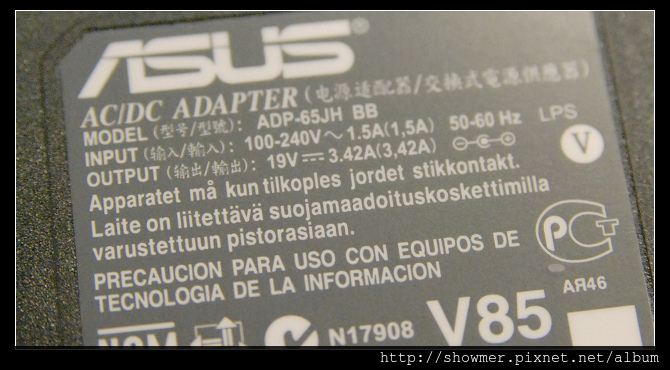 ASUS®
AC/DC ADAPTER (电源适配器/交換式電源供應器)
MODEL (型号/型號): ADP-65JH BB
INPUT (输入/輸入): 100-240V～1.5A(1,5A) 50-60 Hz LPS
OUTPUT (输出/輸出): 19V⎓3.42A(3,42A)
V
Apparatet må kun tilkoples jordet stikkontakt.
Laite on liitettävä suojamaadoituskoskettimilla
varustettuun pistorasiaan.
PRECAUCION PARA USO CON EQUIPOS DE
TECNOLOGIA DE LA INFORMACION
PCT
АЯ46
NOM
N17908
V85
http://showmer.pixnet.net/album